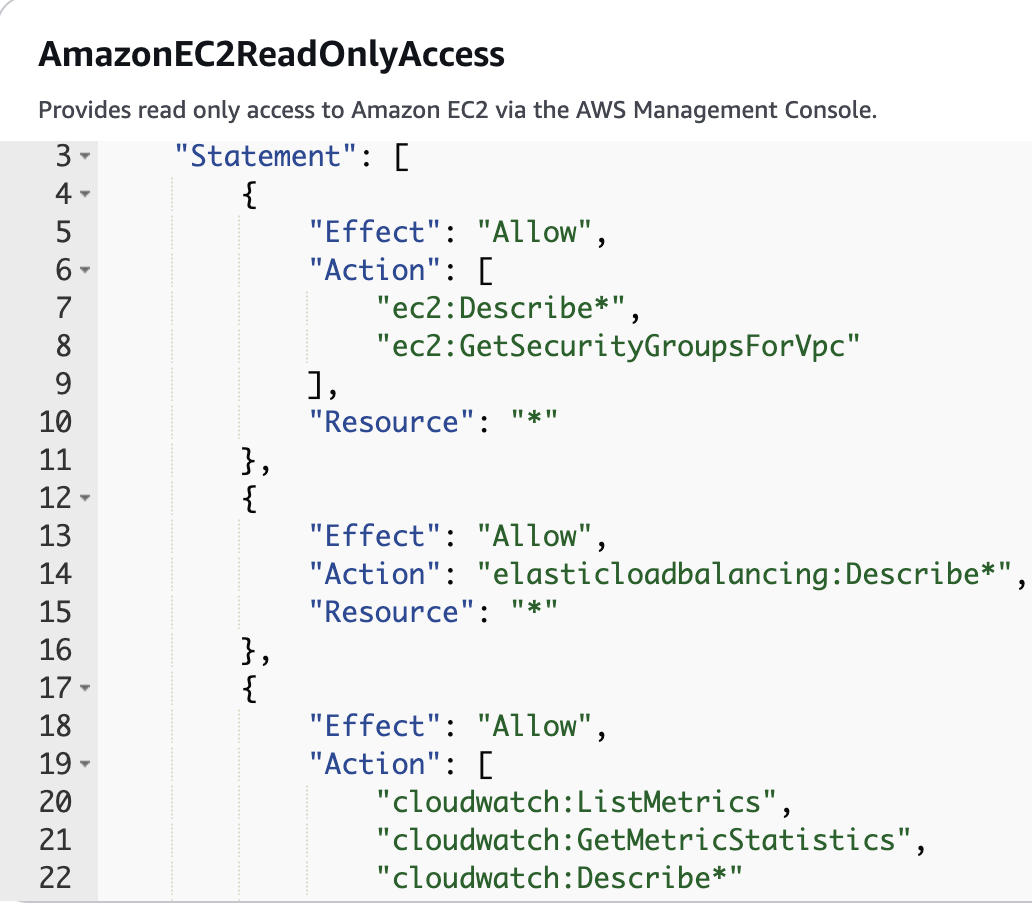 AmazonEC2ReadOnlyAccess
Provides read only access to Amazon EC2 via the AWS Management Console.
3 "Statement": [
4 {
5 "Effect": "Allow",
6 "Action": [
7 "ec2:Describe*",
8 "ec2:GetSecurityGroupsForVpc"
9 ],
10 "Resource": "*"
11 },
12 {
13 "Effect": "Allow",
14 "Action": "elasticloadbalancing:Describe*",
15 "Resource": "*"
16 },
17 {
18 "Effect": "Allow",
19 "Action": [
20 "cloudwatch:ListMetrics",
21 "cloudwatch:GetMetricStatistics",
22 "cloudwatch:Describe*"